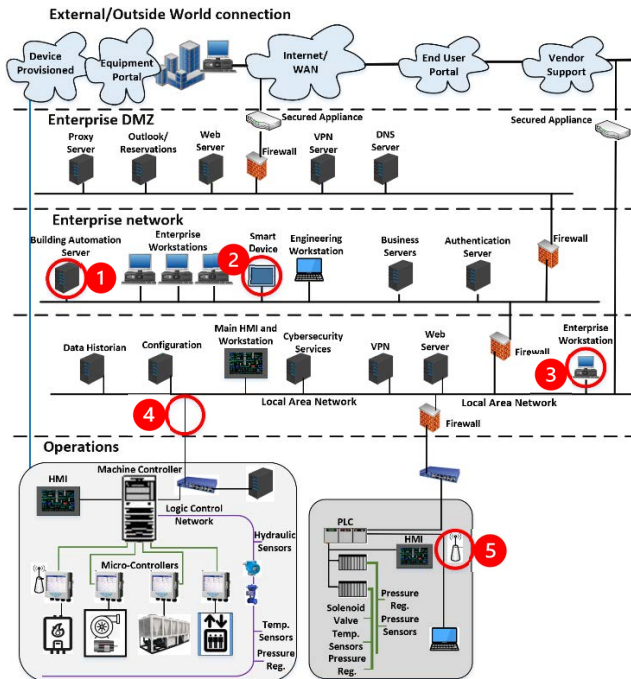 External/Outside World connection
Device
Provisioned
Equipment
Portal
Internet/
WAN
End User
Portal
Vendor
Support
Secured Appliance
Secured Appliance
Enterprise DMZ
Proxy
Server
Outlook/
Reservations
Web
Server
Firewall
VPN
Server
DNS
Server
Enterprise network
Building Automation
Server
1
Enterprise
Workstations
2
Smart
Device
Engineering
Workstation
Business
Servers
Authentication
Server
Firewall
Data Historian
Configuration
Main HMI and
Workstation
Cybersecurity
Services
VPN
Web
Server
Firewall
Enterprise
Workstation
3
Local Area Network
Local Area Network
4
Firewall
Operations
HMI
Machine Controller
Logic Control
Network
Hydraulic
Sensors
Micro-Controllers
Temp.
Sensors
Pressure
Reg.
PLC
HMI
5
Solenoid
Valve
Temp.
Sensors
Pressure
Reg.
Pressure
Reg.
Pressure
Sensors